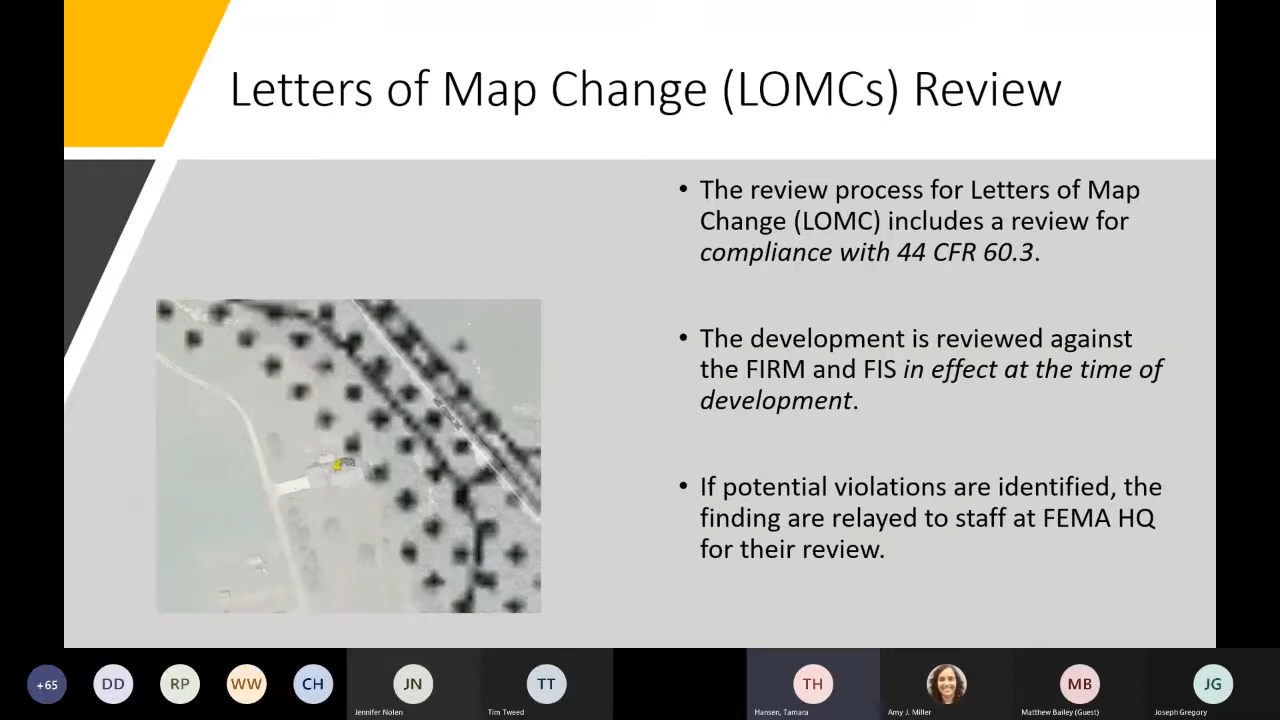 Letters of Map Change (LOMCs) Review
• The review process for Letters of Map
Change (LOMC) includes a review for
compliance with 44 CFR 60.3.
• The development is reviewed against
the FIRM and FIS in effect at the time of
development.
• If potential violations are identified, the
finding are relayed to staff at FEMA HQ
for their review.
+65
DD
RP
WW
CH
JN
TT
TH
MB
JG
Jennifer Nolen
Tim Tweed
Hansen, Tamara
Amy J. Miller
Matthew Bailey (Guest)
Joseph Gregory